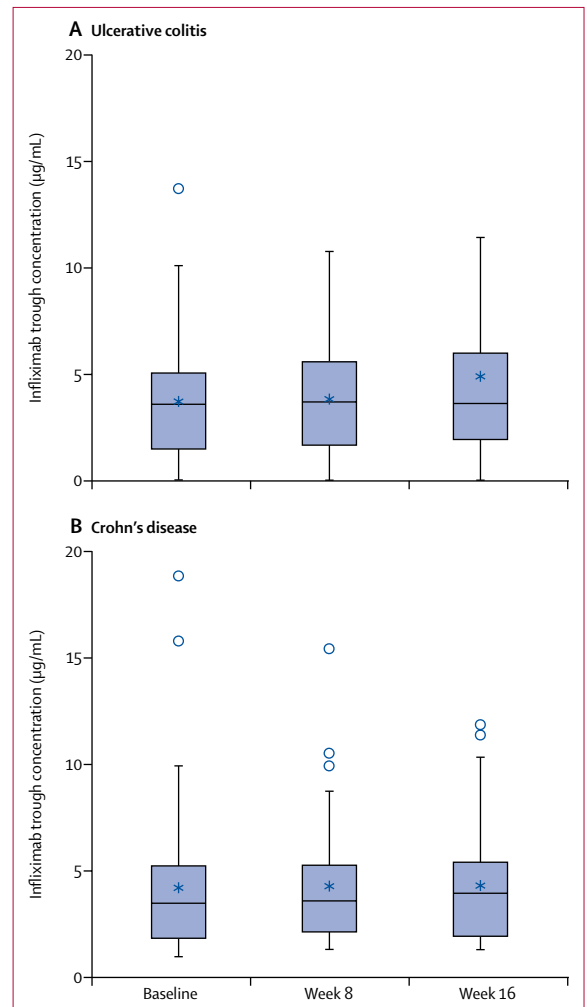 A Ulcerative colitis
20
15
10
5
0
Infliximab trough concentration (µg/mL)
B Crohn's disease
20
15
10
5
0
Infliximab trough concentration (µg/mL)
Baseline Week 8 Week 16